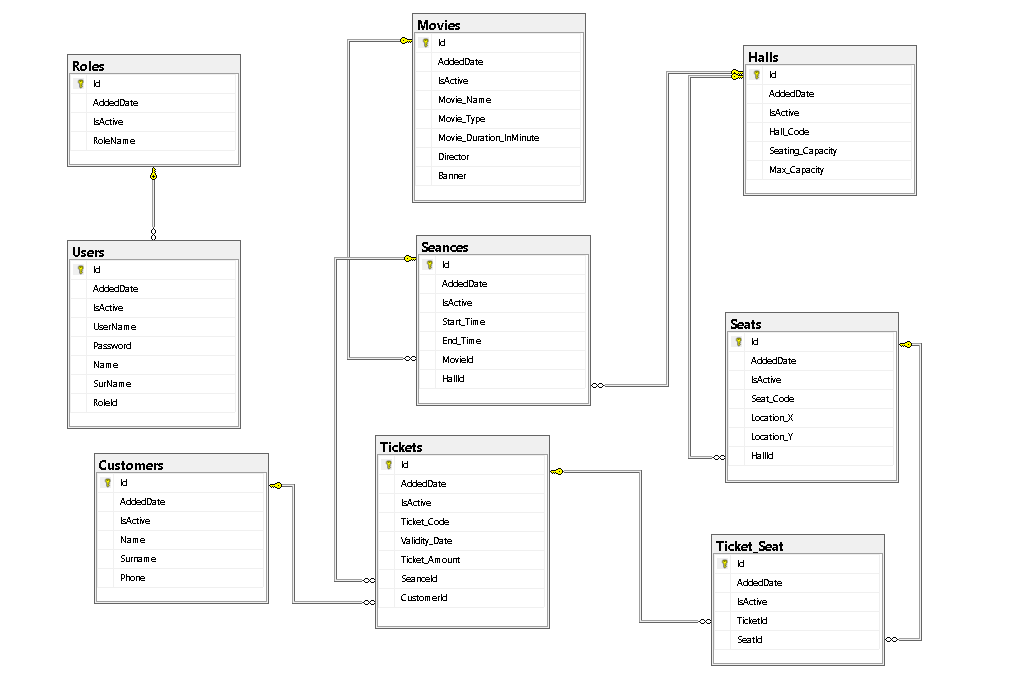 Roles
Id
AddedDate
IsActive
RoleName
Movies
Id
AddedDate
IsActive
Movie_Name
Movie_Type
Movie_Duration_InMinute
Director
Banner
Halls
Id
AddedDate
IsActive
Hall_Code
Seating_Capacity
Max_Capacity
Users
Id
AddedDate
IsActive
UserName
Password
Name
SurName
RoleId
Seances
Id
AddedDate
IsActive
Start_Time
End_Time
MovieId
HallId
Seats
Id
AddedDate
IsActive
Seat_Code
Location_X
Location_Y
HallId
Customers
Id
AddedDate
IsActive
Name
Surname
Phone
Tickets
Id
AddedDate
IsActive
Ticket_Code
Validity_Date
Ticket_Amount
SeanceId
CustomerId
Ticket_Seat
Id
AddedDate
IsActive
TicketId
SeatId